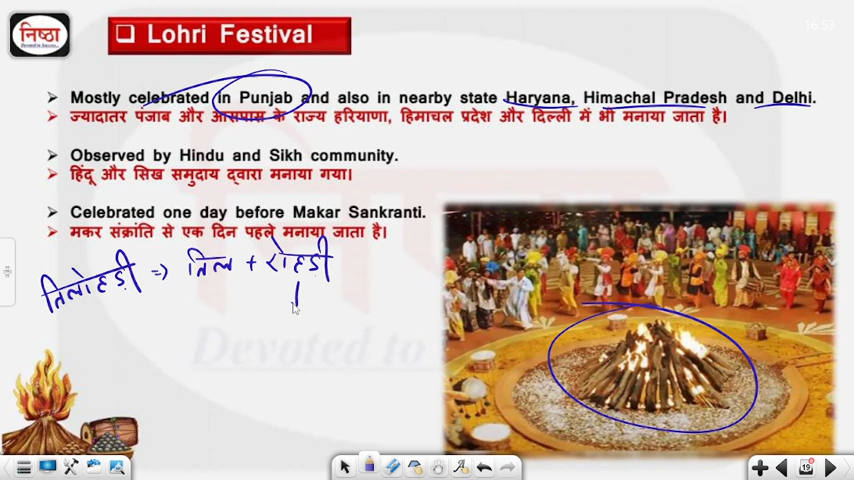 निष्ठा
Devoted to Success...
❑ Lohri Festival
16:53
➢ Mostly celebrated in Punjab and also in nearby state Haryana, Himachal Pradesh and Delhi.
➢ ज्यादातर पंजाब और आसपास के राज्य हरियाणा, हिमाचल प्रदेश और दिल्ली में भी मनाया जाता है।
➢ Observed by Hindu and Sikh community.
➢ हिंदू और सिख समुदाय द्वारा मनाया गया।
➢ Celebrated one day before Makar Sankranti.
➢ मकर संक्रांति से एक दिन पहले मनाया जाता है।
तिलोहड़ी => तिल + रोहडी
Devoted to
19